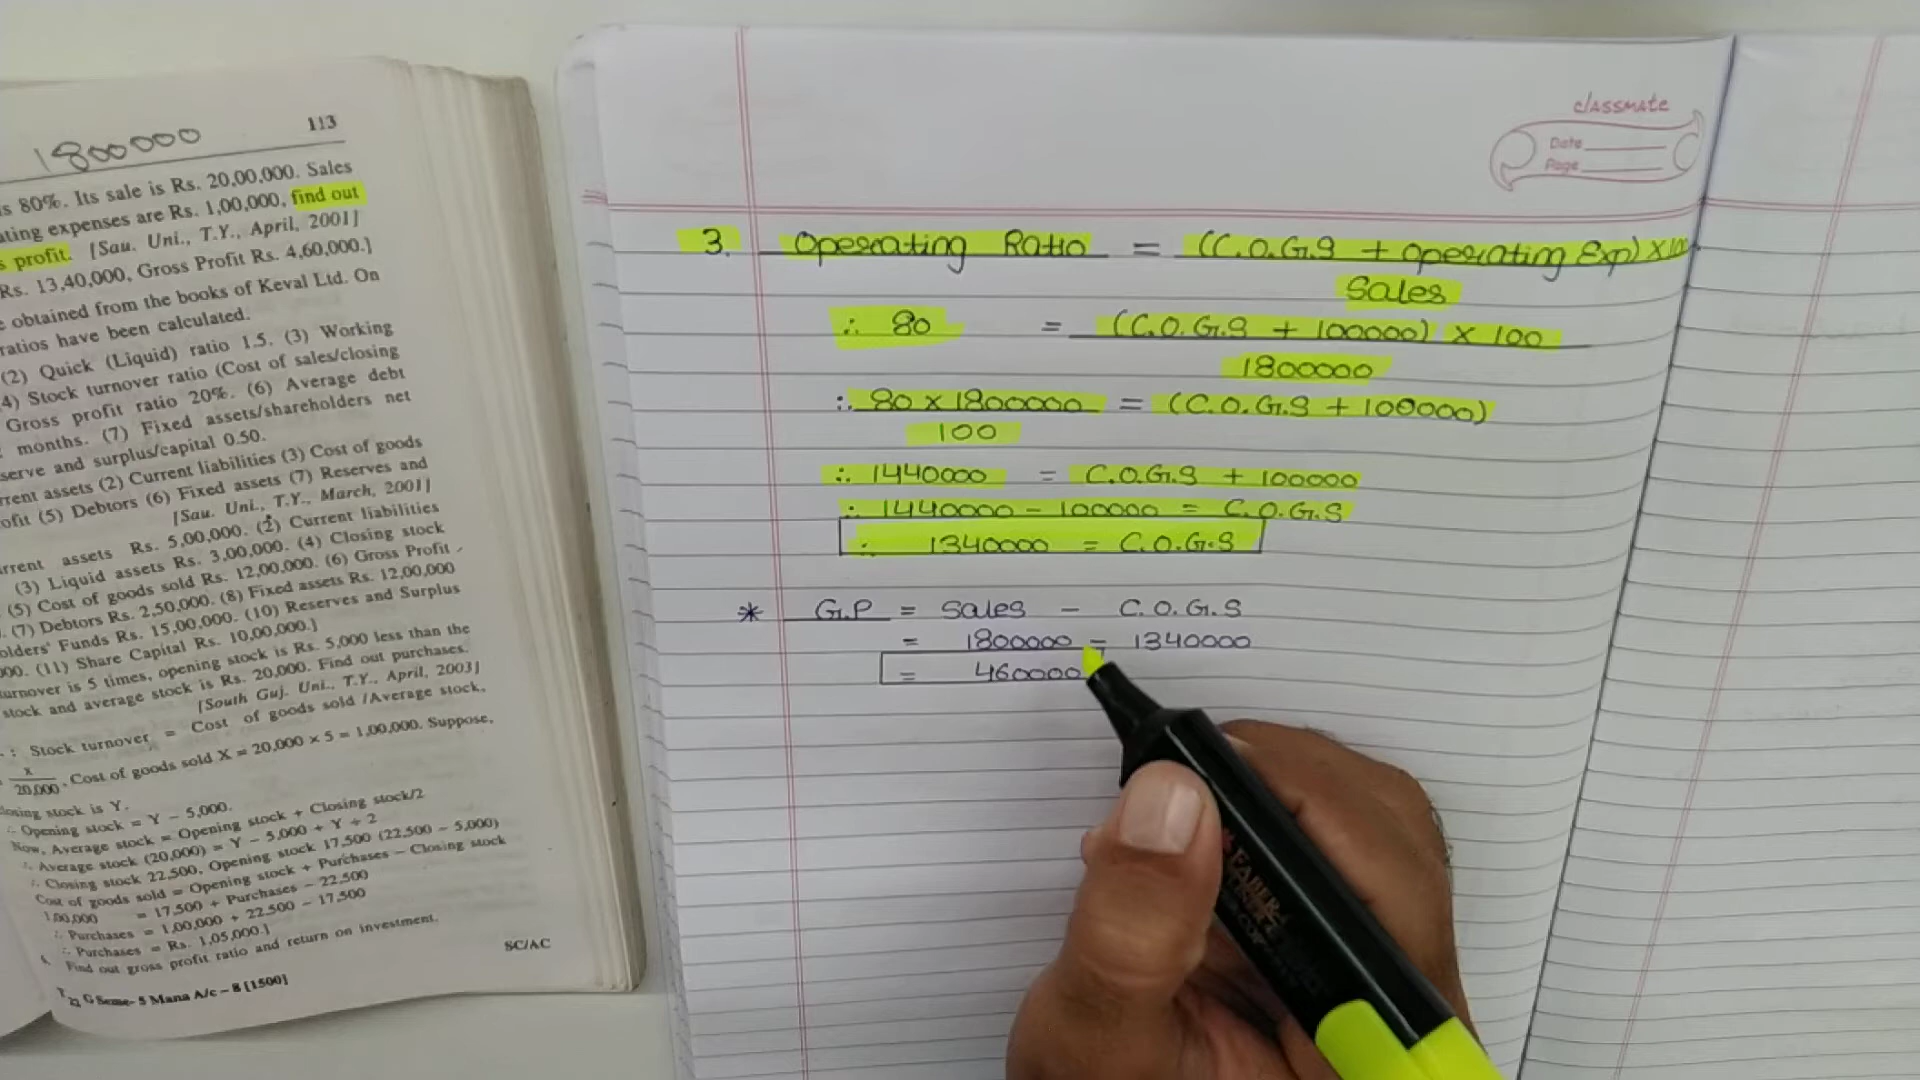 1800000
113
is 80%. Its sale is Rs. 20,00,000. Sales
ating expenses are Rs. 1,00,000, find out
s profit. [Sau. Uni., T.Y., April, 2001]
Rs. 13,40,000, Gross Profit Rs. 4,60,000.]
e obtained from the books of Keval Ltd. On
ratios have been calculated.
(2) Quick (Liquid) ratio 1.5. (3) Working
4) Stock turnover ratio (Cost of sales/closing
Gross profit ratio 20%. (6) Average debt
months. (7) Fixed assets/shareholders net
serve and surplus/capital 0.50.
rrent assets (2) Current liabilities (3) Cost of goods
ofit (5) Debtors (6) Fixed assets (7) Reserves and
[Sau. Uni., T.Y., March, 2001]
rrent assets Rs. 5,00,000. (2) Current liabilities
(3) Liquid assets Rs. 3,00,000. (4) Closing stock
(5) Cost of goods sold Rs. 12,00,000. (6) Gross Profit
. (7) Debtors Rs. 2,50,000. (8) Fixed assets Rs. 12,00,000
olders' Funds Rs. 15,00,000. (10) Reserves and Surplus
000. (11) Share Capital Rs. 10,00,000.]
urnover is 5 times, opening stock is Rs. 5,000 less than the
stock and average stock is Rs. 20,000. Find out purchases.
[South Guj. Uni., T.Y., April, 2003]
: Stock turnover = Cost of goods sold /Average stock,
x/20,000, Cost of goods sold X = 20,000 × 5 = 1,00,000. Suppose,
losing stock is Y.
∴ Opening stock = Y − 5,000.
Now, Average stock = Opening stock + Closing stock/2
∴ Average stock (20,000) = Y − 5,000 + Y ÷ 2
∴ Closing stock 22,500, Opening stock 17,500 (22,500 − 5,000)
Cost of goods sold = Opening stock + Purchases − Closing stock
1,00,000 = 17,500 + Purchases − 22,500
∴ Purchases = 1,00,000 + 22,500 − 17,500
∴ Purchases = Rs. 1,05,000.]
Find out gross profit ratio and return on investment.
SC/AC
G Seme-5 Mana A/c – 8 [1500]
classmate
Date
Page
3. Operating Ratio = (C.O.G.S + operating Exp) × 100
Sales
∴ 80 = (C.O.G.S + 100000) × 100
1800000
∴ 80 × 1800000 = (C.O.G.S + 100000)
100
∴ 1440000 = C.O.G.S + 100000
∴ 1440000 − 100000 = C.O.G.S
∴ 1340000 = C.O.G.S
* G.P = Sales − C.O.G.S
= 1800000 − 1340000
= 460000
FABER